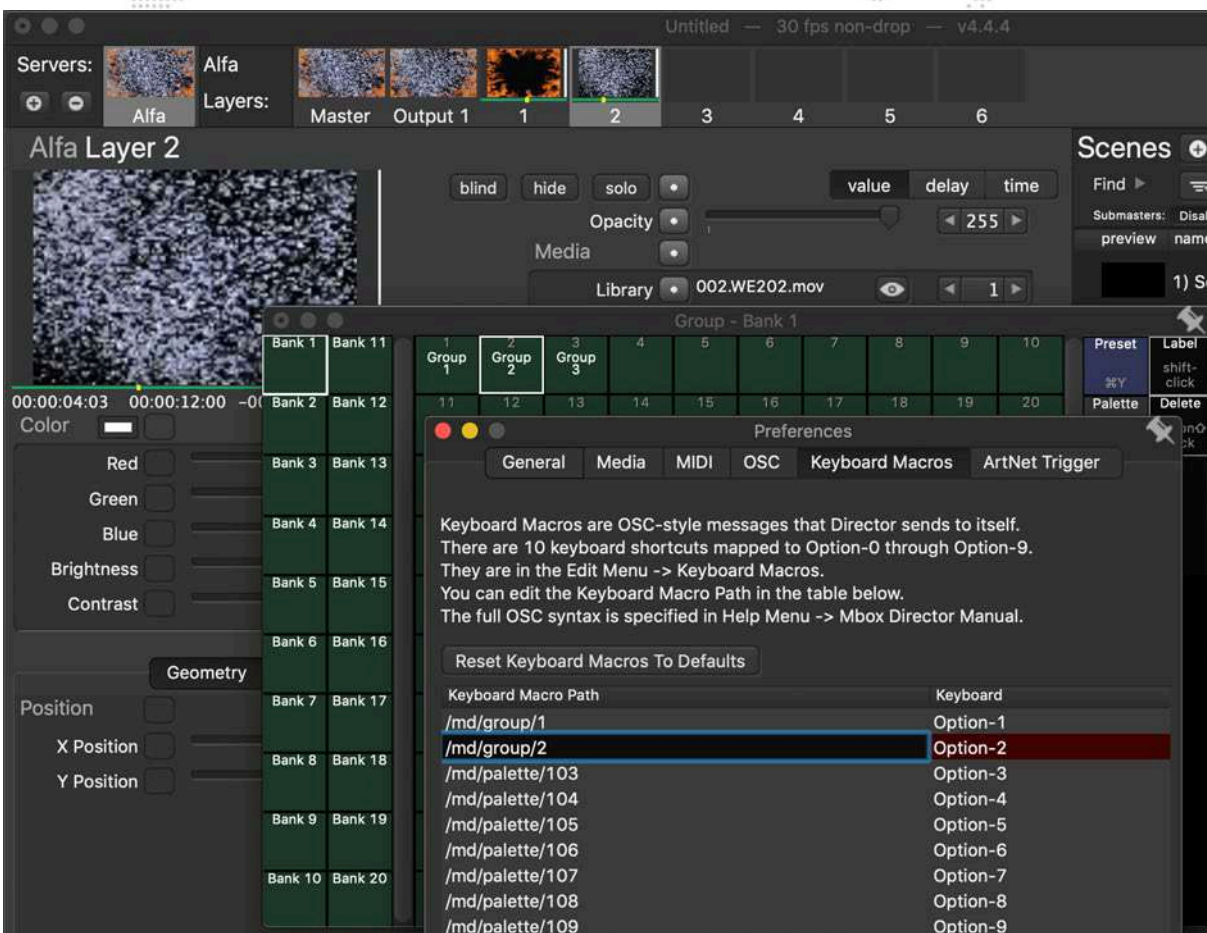 Untitled — 30 fps non-drop — v4.4.4
Servers:
Alfa
Alfa
Layers:
Master
Output 1
1
2
3
4
5
6
Alfa Layer 2
blind
hide
solo
value
delay
time
Opacity
255
Media
Library
002.WE202.mov
1
Scenes
Find
Submasters:
preview
00:00:04:03 00:00:12:00
Color
Red
Green
Blue
Brightness
Contrast
Geometry
Position
X Position
Y Position
Group - Bank 1
Bank 1 Bank 11
Bank 2 Bank 12
Bank 3 Bank 13
Bank 4 Bank 14
Bank 5 Bank 15
Bank 6 Bank 16
Bank 7 Bank 17
Bank 8 Bank 18
Bank 9 Bank 19
Bank 10 Bank 20
1 2 3 4 5 6 7 8 9 10
Group 1
Group 2
Group 3
11 12 13 14 15 16 17 18 19 20
Preset
⌘Y
Label
shift-click
Palette
Delete
Preferences
General Media MIDI OSC Keyboard Macros ArtNet Trigger
Keyboard Macros are OSC-style messages that Director sends to itself.
There are 10 keyboard shortcuts mapped to Option-0 through Option-9.
They are in the Edit Menu -> Keyboard Macros.
You can edit the Keyboard Macro Path in the table below.
The full OSC syntax is specified in Help Menu -> Mbox Director Manual.
Reset Keyboard Macros To Defaults
Keyboard Macro Path Keyboard
/md/group/1 Option-1
/md/group/2 Option-2
/md/palette/103 Option-3
/md/palette/104 Option-4
/md/palette/105 Option-5
/md/palette/106 Option-6
/md/palette/107 Option-7
/md/palette/108 Option-8
/md/palette/109 Option-9